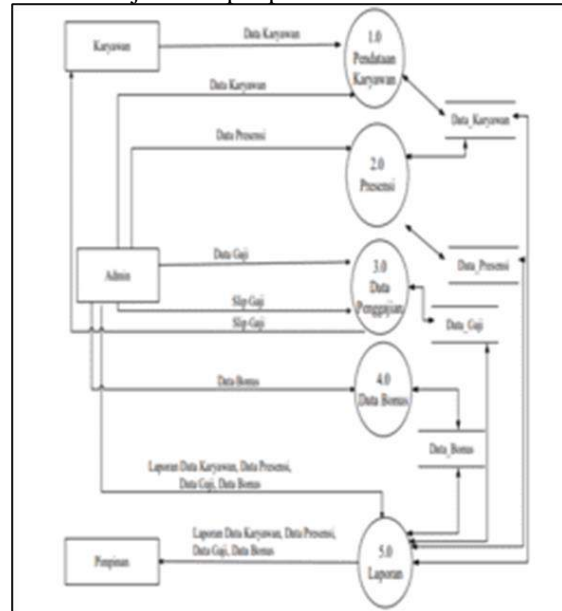 Karyawan
Data Karyawan
1.0
Pendataan
Karyawan
Data Karyawan
Data_Karyawan
Data Presensi
2.0
Presensi
Data_Presensi
Admin
Data Gaji
3.0
Data
Penggajian
Slip Gaji
Slip Gaji
Data_Gaji
Data Bonus
4.0
Data Bonus
Data_Bonus
Laporan Data Karyawan, Data Presensi,
Data Gaji, Data Bonus
Laporan Data Karyawan, Data Presensi,
Data Gaji, Data Bonus
5.0
Laporan
Pimpinan